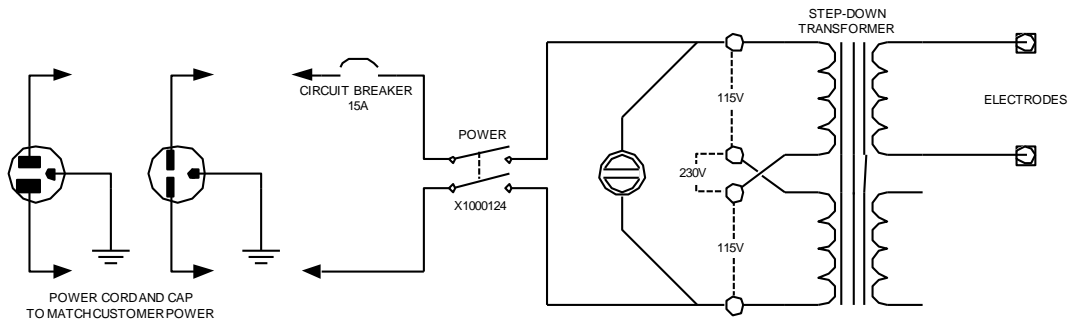 STEP-DOWN
TRANSFORMER
CIRCUIT BREAKER
15A
115V
ELECTRODES
POWER
230V
X1000124
115V
POWER CORD AND CAP
TO MATCH CUSTOMER POWER